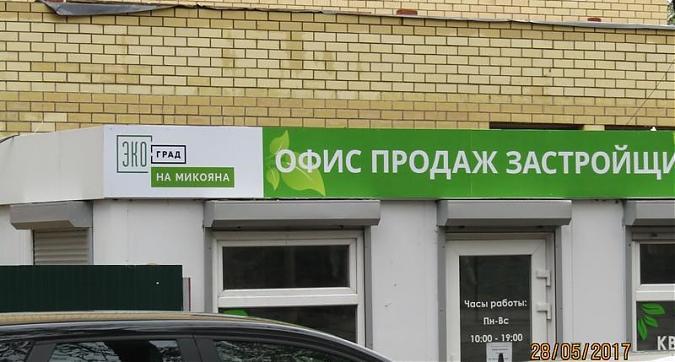 ЭКО
ГРАД
НА МИКОЯНА
ОФИС ПРОДАЖ ЗАСТРОЙЩИ
Часы работы:
Пн-Вс
10:00 - 19:00
КВ
28/05/2017